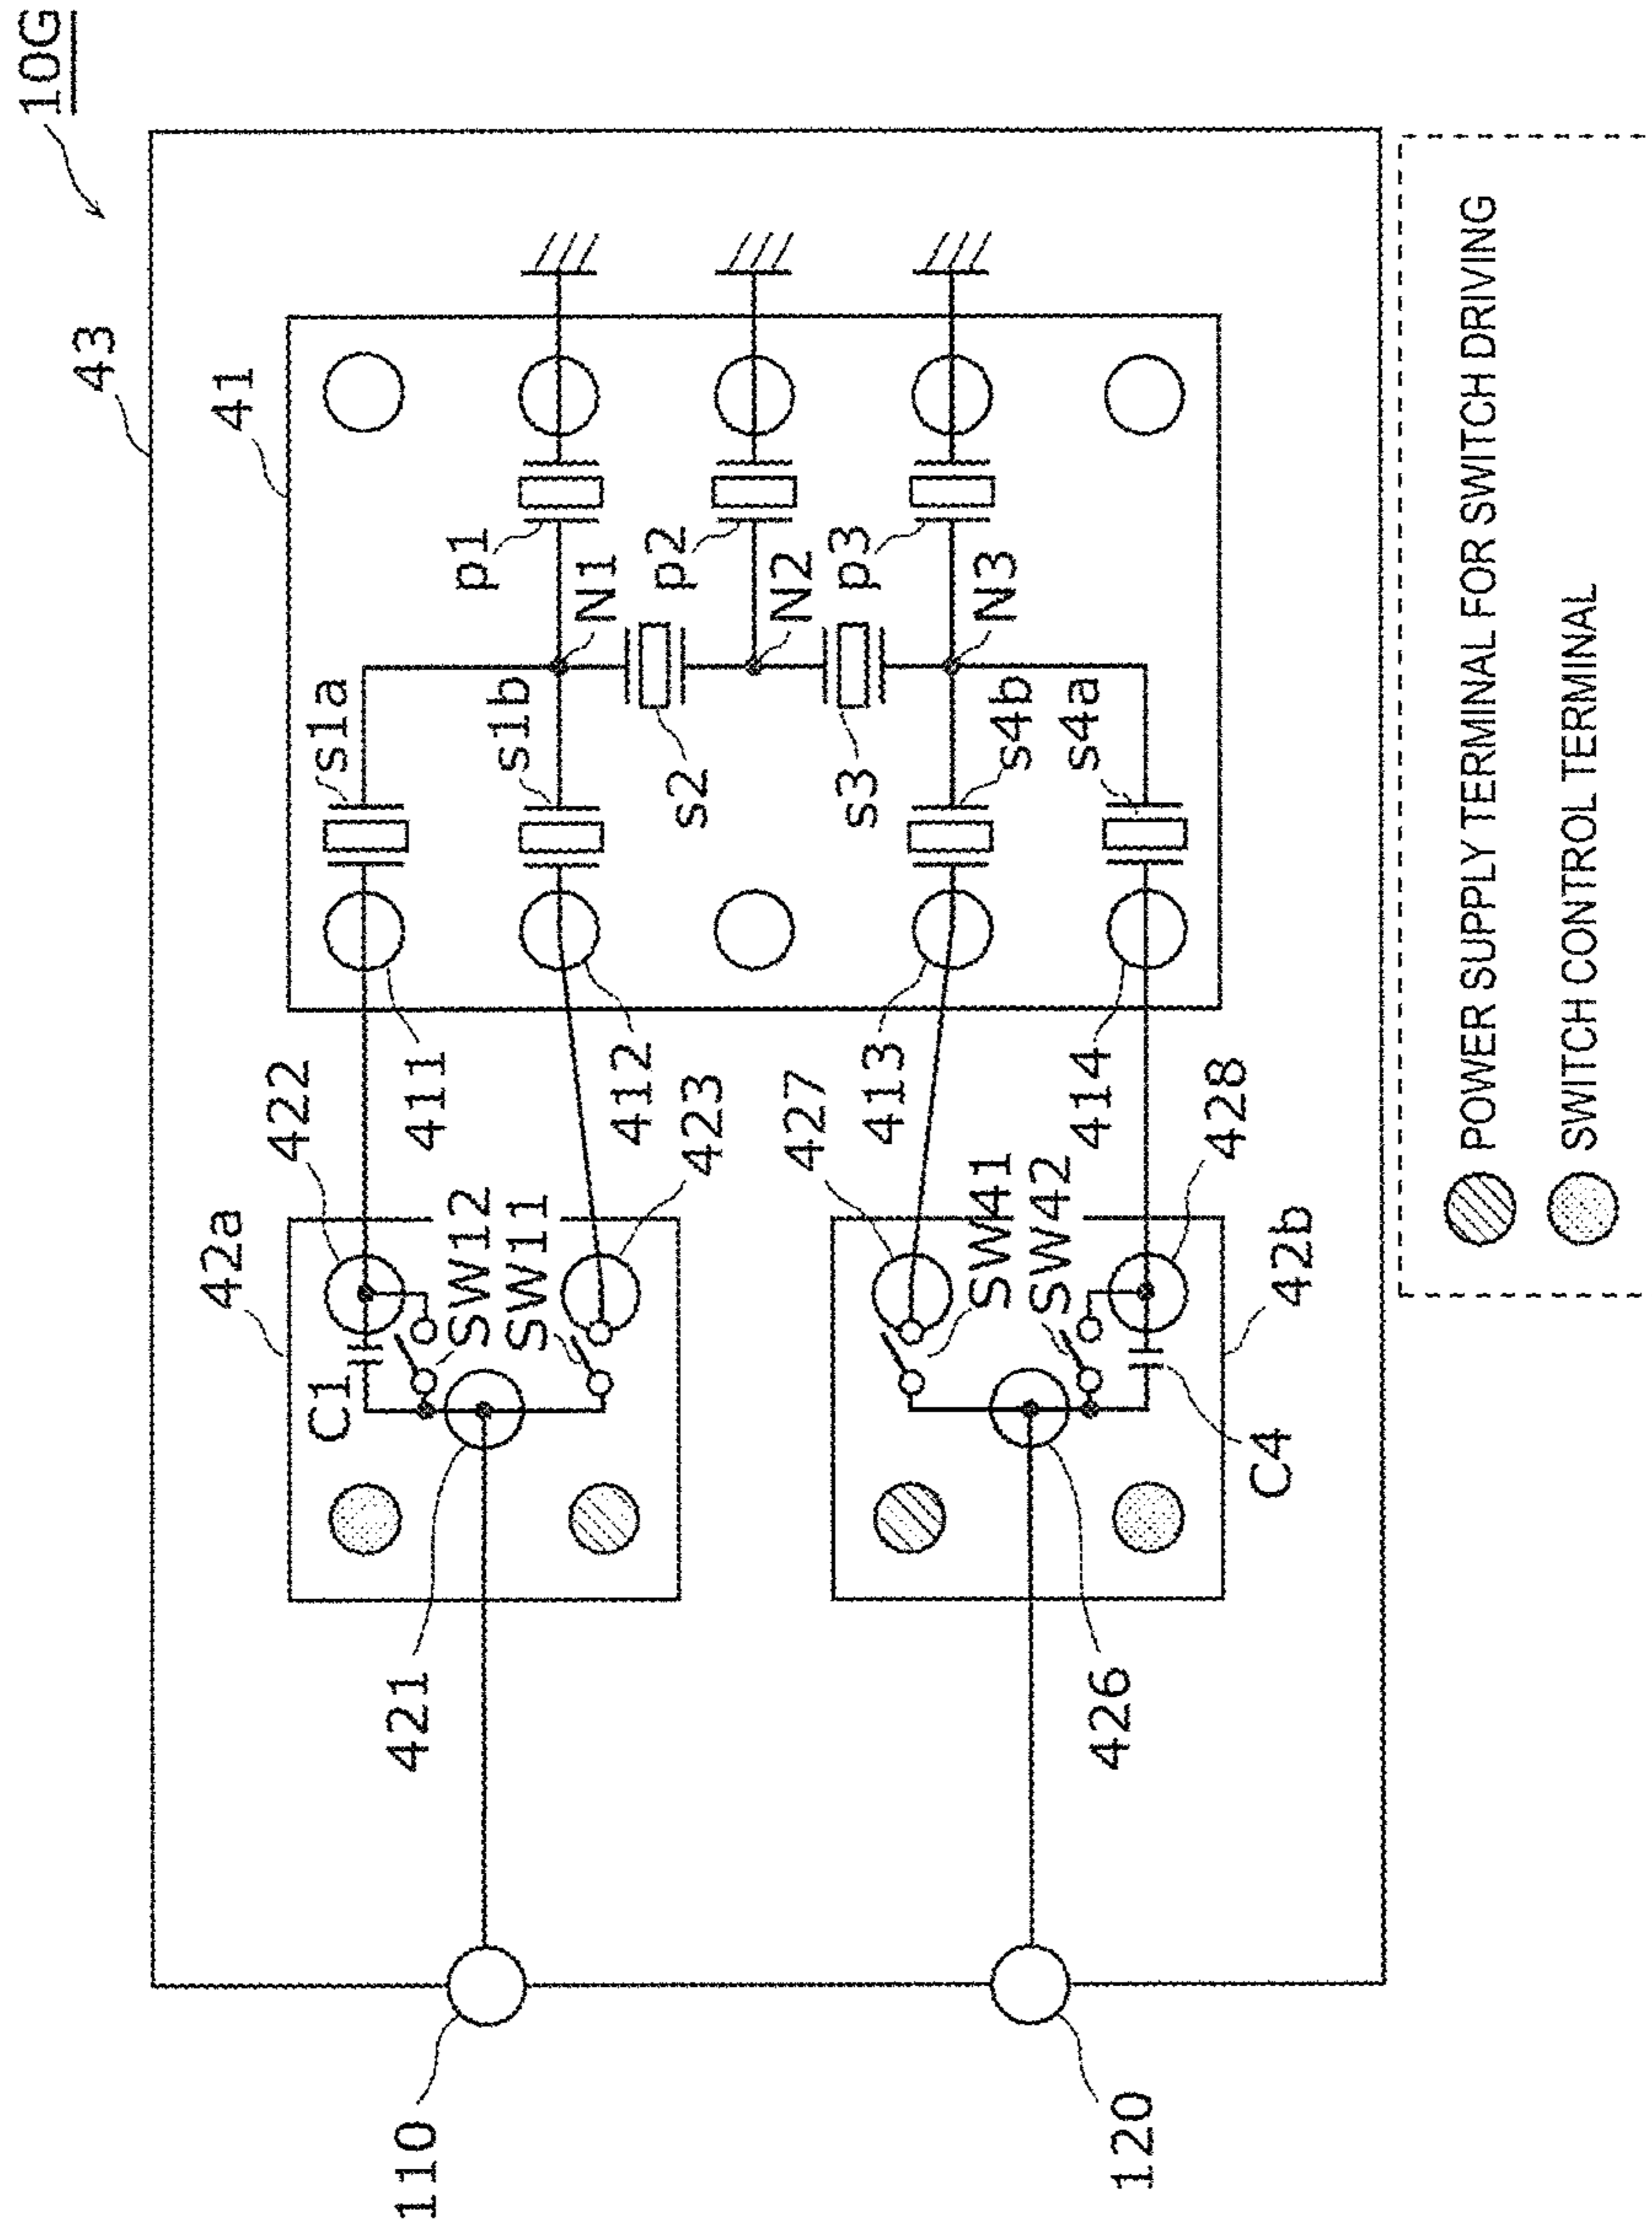 10G
43
41
p1
p2
p3
N1
N2
N3
s1a
s1b
s2
s3
s4b
s4a
411
412
413
414
422
423
427
428
42a
SW12
SW11
SW41
SW42
42b
C1
C4
421
426
110
120
POWER SUPPLY TERMINAL FOR SWITCH DRIVING
SWITCH CONTROL TERMINAL